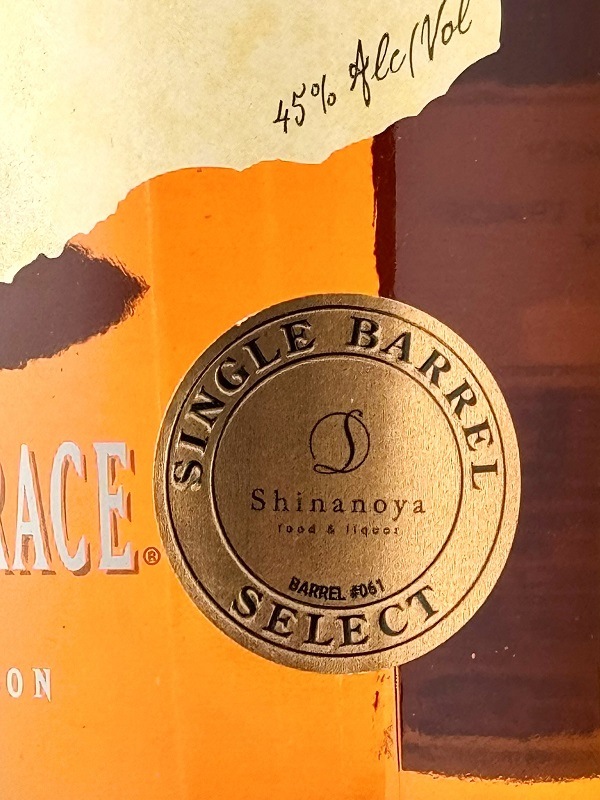 45% Alc/Vol
RACE®
ON
SINGLE BARREL
Shinanoya
food & liquor
BARREL #061
SELECT